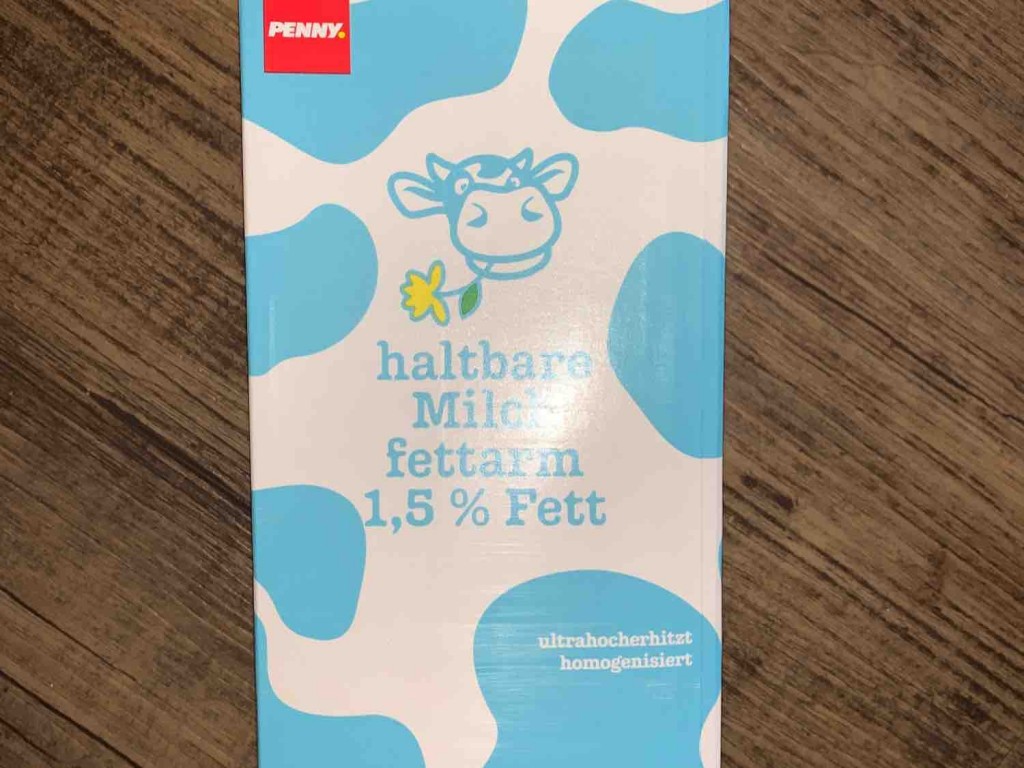 PENNY.
haltbare
Milch
fettarm
1,5 % Fett
ultrahocherhitzt
homogenisiert